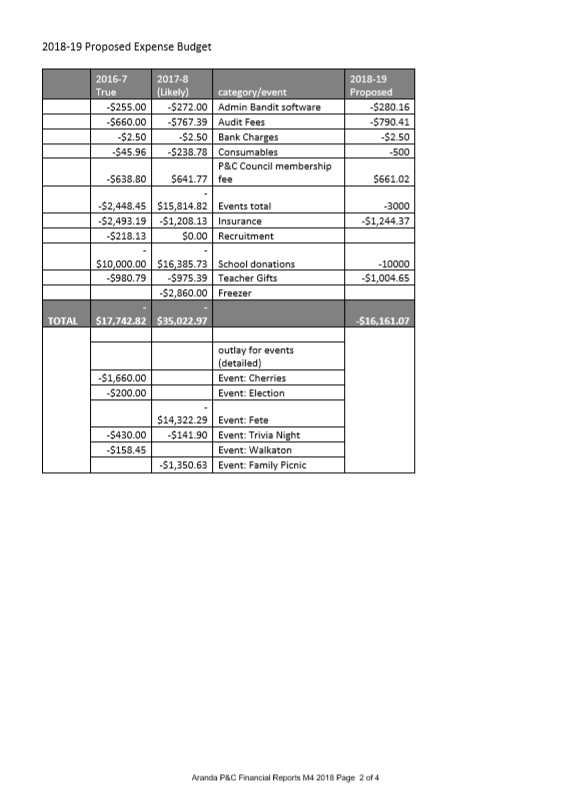 2018-19 Proposed Expense Budget
2016-7 2017-8 2018-19
True (Likely) category/event Proposed
-$255.00 -$272.00 Admin Bandit software -$280.16
-$660.00 -$767.39 Audit Fees -$790.41
-$2.50 -$2.50 Bank Charges -$2.50
-$45.96 -$238.78 Consumables -500
P&C Council membership
-$638.80 $641.77 fee $661.02
-
-$2,448.45 $15,814.82 Events total -3000
-$2,493.19 -$1,208.13 Insurance -$1,244.37
-$218.13 $0.00 Recruitment
- -
$10,000.00 $16,385.73 School donations -10000
-$980.79 -$975.39 Teacher Gifts -$1,004.65
-$2,860.00 Freezer
- -
TOTAL $17,742.82 $35,022.97 -$16,161.07
outlay for events
(detailed)
-$1,660.00 Event: Cherries
-$200.00 Event: Election
-
$14,322.29 Event: Fete
-$430.00 -$141.90 Event: Trivia Night
-$158.45 Event: Walkaton
-$1,350.63 Event: Family Picnic
Aranda P&C Financial Reports M4 2018 Page 2 of 4